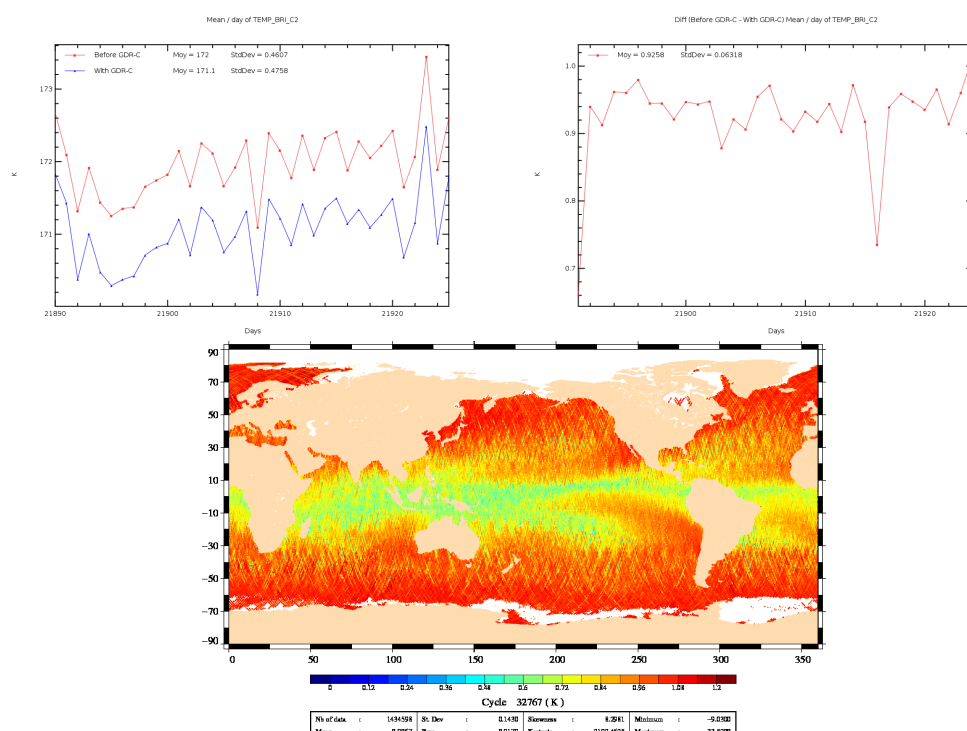 Mean / day of TEMP_BRI_C2
Before GDR-C Moy = 172 StdDev = 0.4607
With GDR-C Moy = 171.1 StdDev = 0.4758
173
172
171
K
21890 21900 21910 21920
Days
Diff (Before GDR-C - With GDR-C) Mean / day of TEMP_BRI_C2
Moy = 0.9258 StdDev = 0.06318
1.0
0.9
0.8
0.7
K
21900 21910 21920
Days
90
70
50
30
10
-10
-30
-50
-70
-90
0 50 100 150 200 250 300 350
0 0.12 0.24 0.36 0.48 0.6 0.72 0.84 0.96 1.08 1.2
Cycle 32767 ( K )
Nb of data : 1434598 St. Dev : 0.1430 Skewness : 8.2981 Minimum : -9.0300